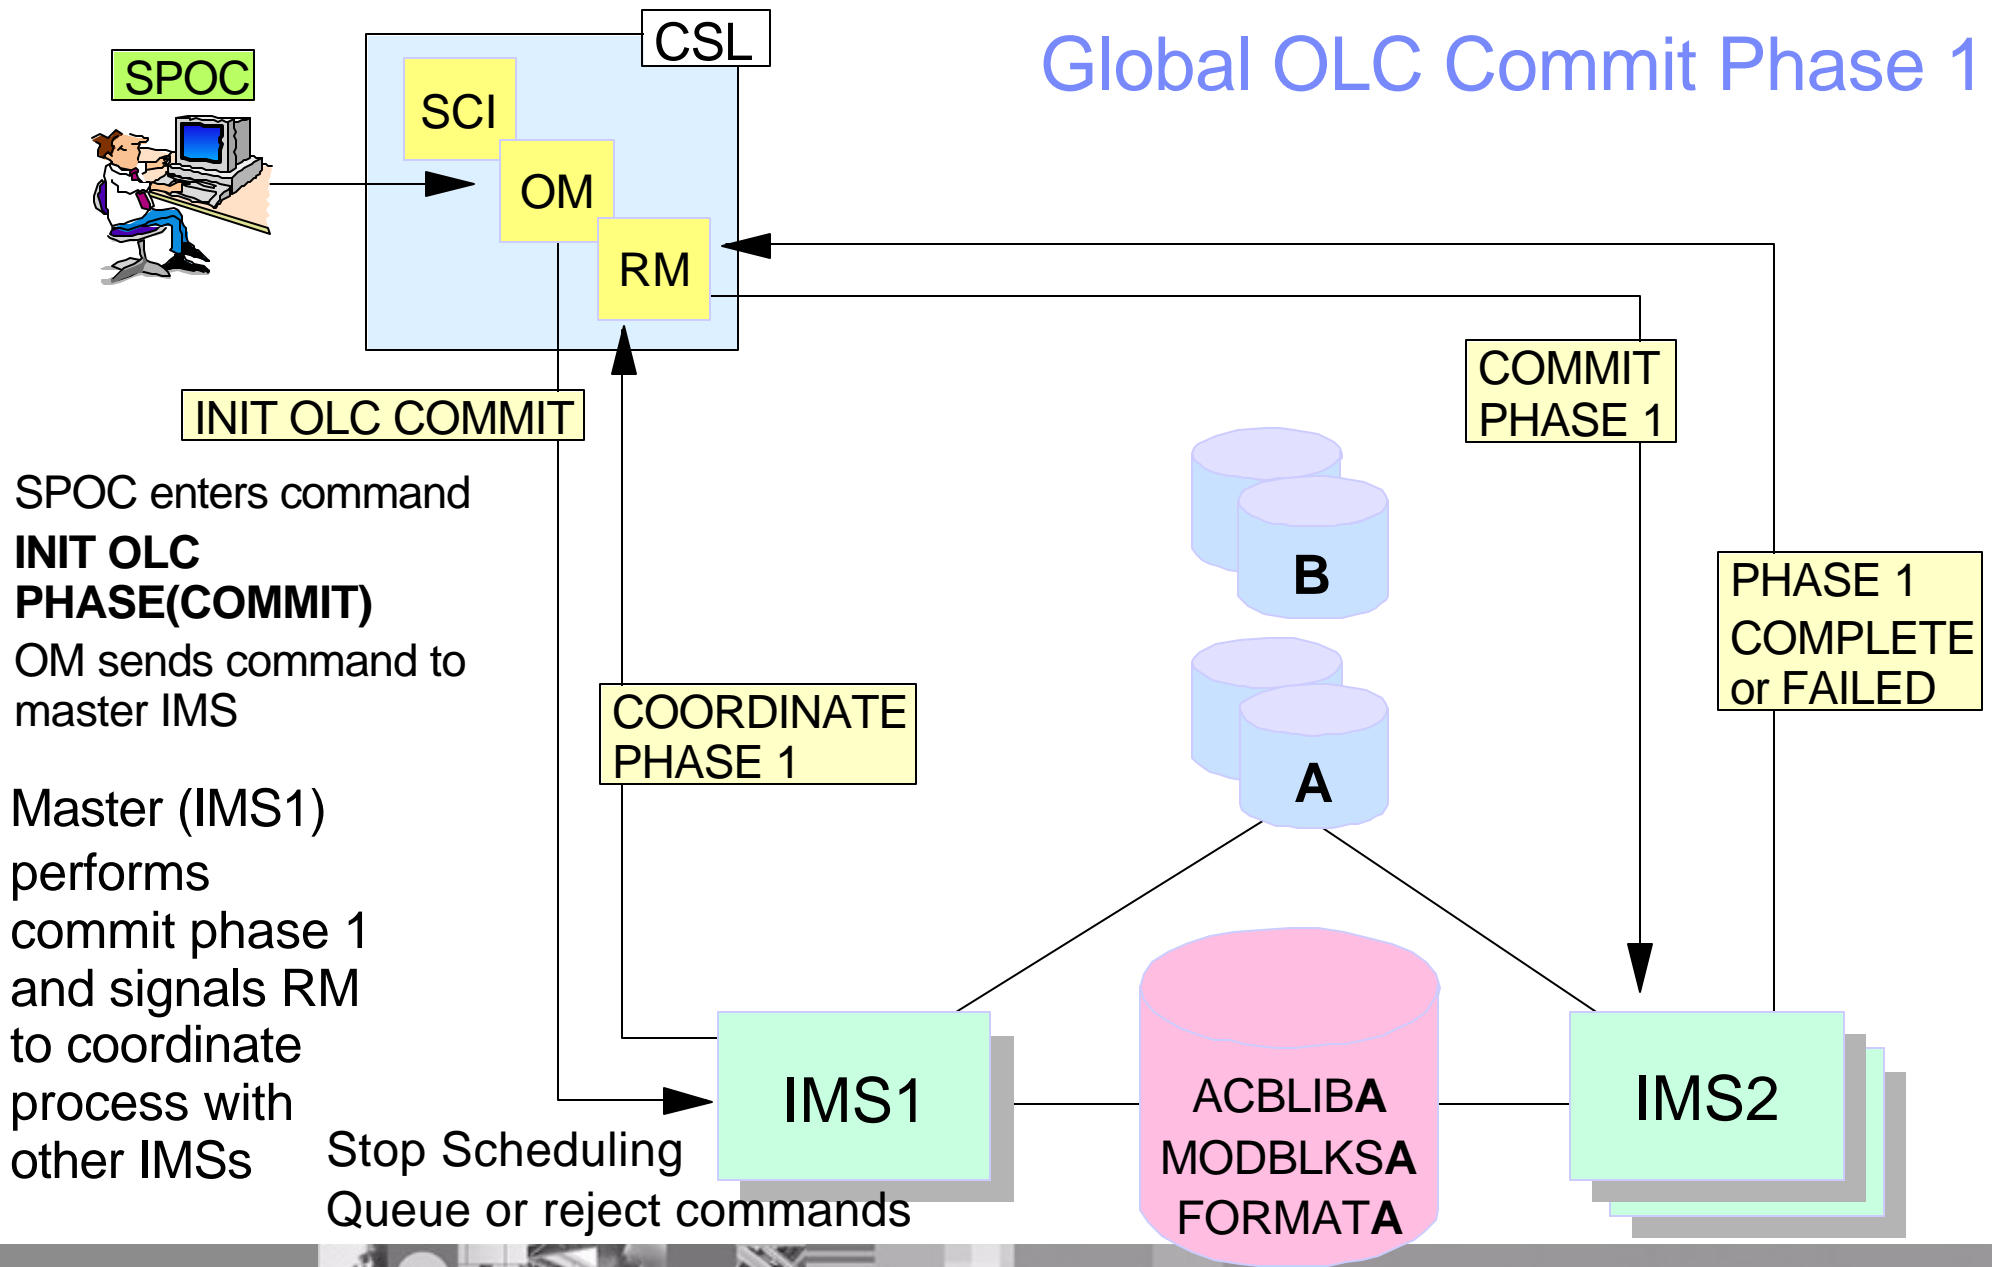 Global OLC Commit Phase 1
SPOC
CSL
SCI
OM
RM
INIT OLC COMMIT
COMMIT
PHASE 1
SPOC enters command
INIT OLC
PHASE(COMMIT)
OM sends command to
master IMS
B
PHASE 1
COMPLETE
or FAILED
COORDINATE
PHASE 1
A
Master (IMS1)
performs
commit phase 1
and signals RM
to coordinate
process with
other IMSs
IMS1
IMS2
ACBLIBA
MODBLKSA
FORMATA
Stop Scheduling
Queue or reject commands